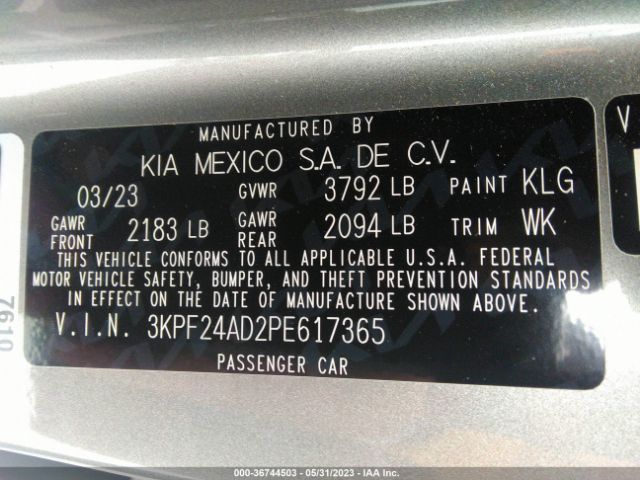 MANUFACTURED BY
KIA MEXICO S.A. DE C.V.
03/23 GVWR 3792 LB PAINT KLG
GAWR FRONT 2183 LB GAWR REAR 2094 LB TRIM WK
THIS VEHICLE CONFORMS TO ALL APPLICABLE U.S.A. FEDERAL
MOTOR VEHICLE SAFETY, BUMPER, AND THEFT PREVENTION STANDARDS
IN EFFECT ON THE DATE OF MANUFACTURE SHOWN ABOVE.
V.I.N. 3KPF24AD2PE617365
PASSENGER CAR
V
000-36744503 - 05/31/2023 - IAA Inc.